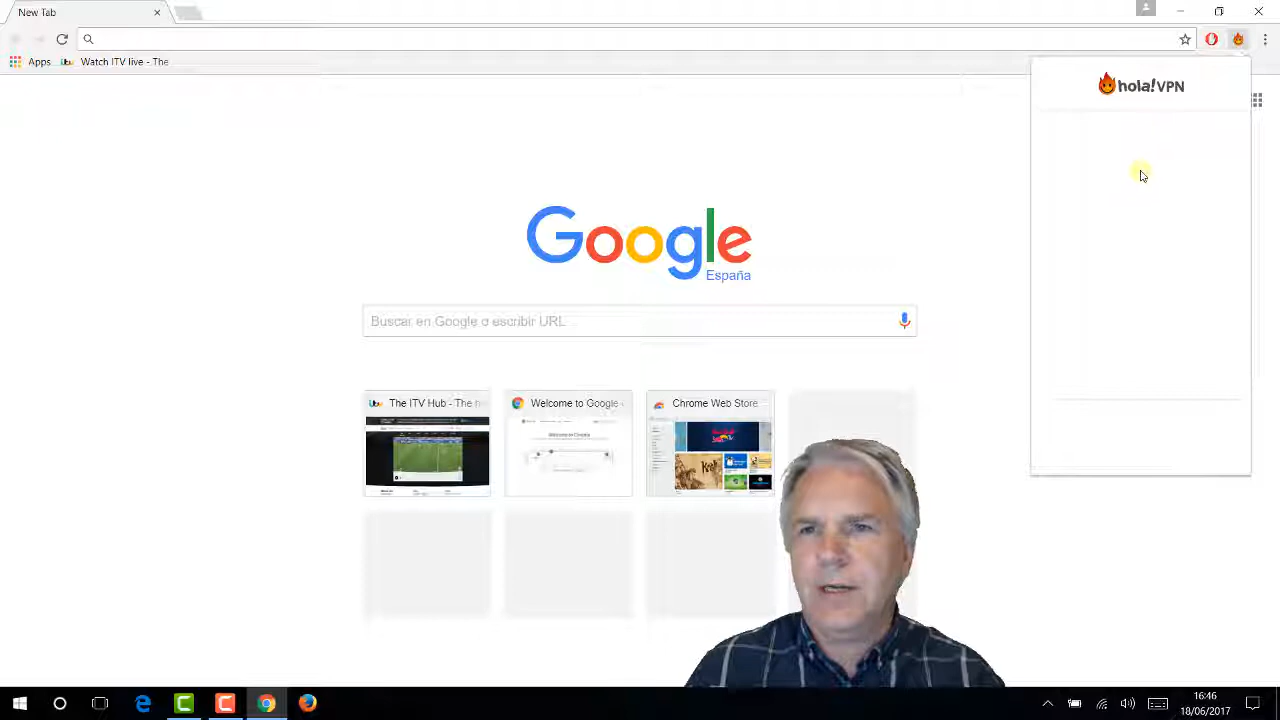 New Tab
Apps
Watch ITV live - The
hola!VPN
Google
España
Buscar en Google o escribir URL
The ITV Hub - The h
Welcome to Google
Chrome Web Store
16:46
18/06/2017